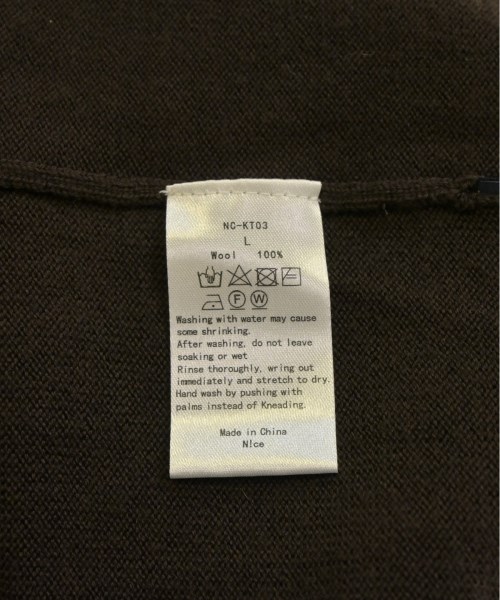 NC-KT03
L
Wool 100%
F W
Washing with water may cause
some shrinking.
After washing, do not leave
soaking or wet
Rinse thoroughly, wring out
immediately and stretch to dry.
Hand wash by pushing with
palms instead of Kneading.
Made in China
N!ce